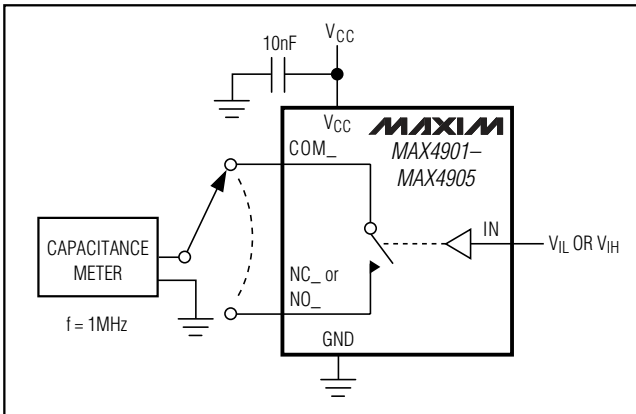 10nF
VCC
VCC
MAXIM
MAX4901–
MAX4905
COM_
IN
VIL OR VIH
CAPACITANCE
METER
NC_ or
NO_
f = 1MHz
GND